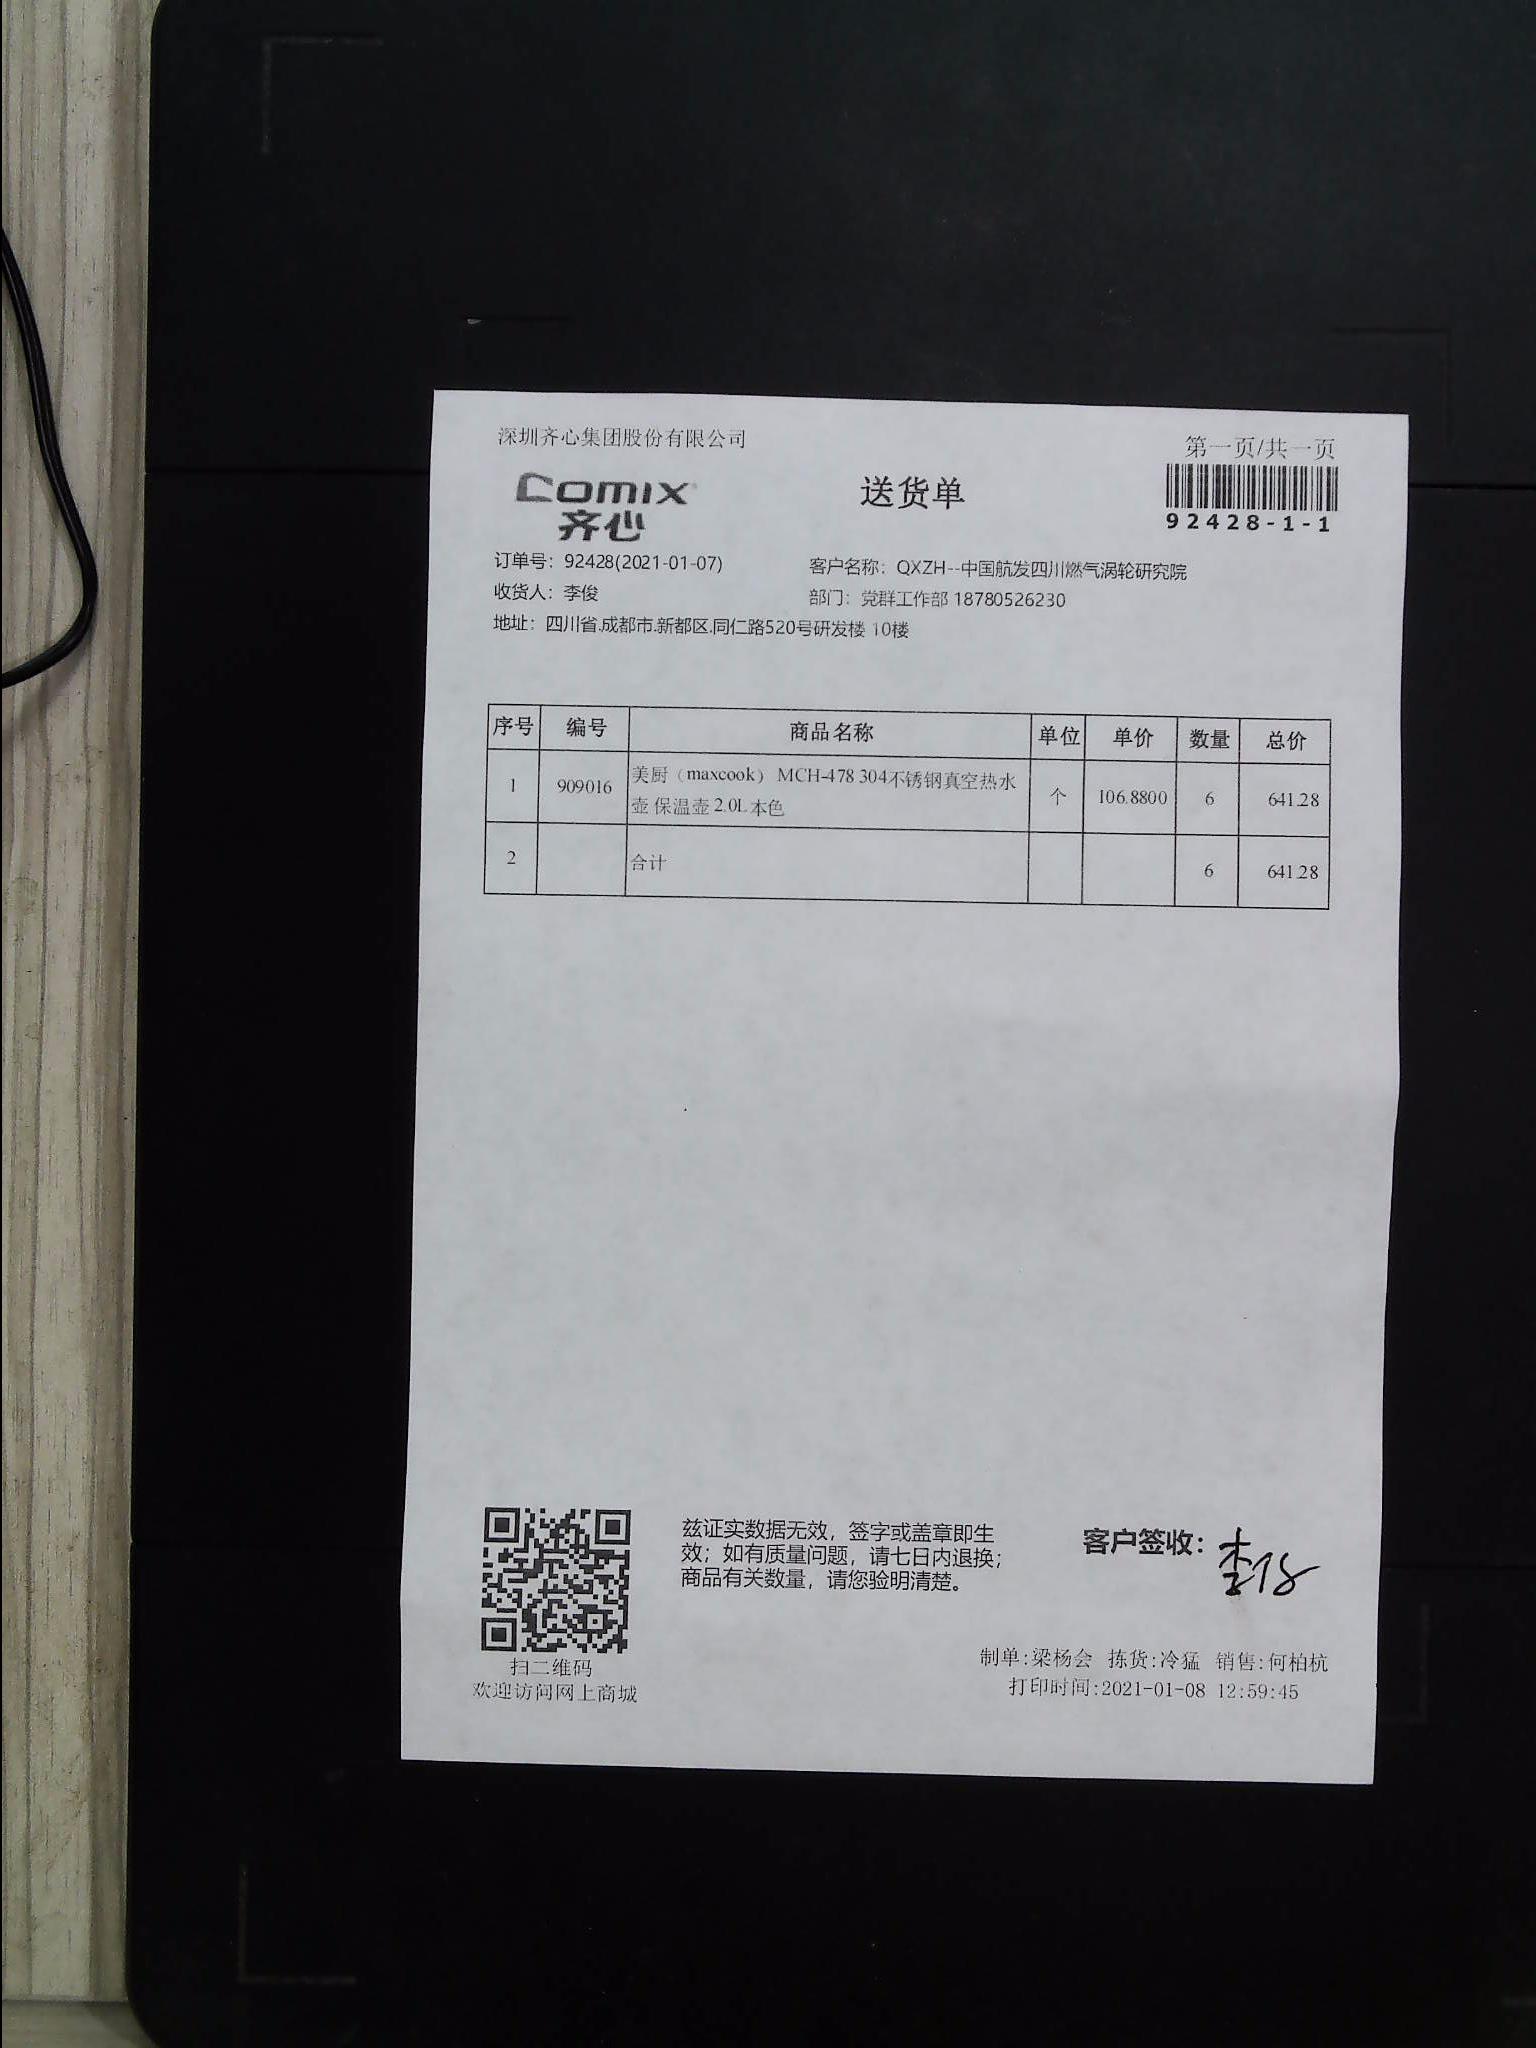 深圳齐心集团股份有限公司
第一页/共一页
comix
齐心
送货单
92428-1-1
订单号：92428(2021-01-07)
客户名称：QXZH--中国航发四川燃气涡轮研究院
收货人：李俊
部门：党群工作部 18780526230
地址：四川省.成都市.新都区.同仁路520号研发楼 10楼
序号 编号 商品名称 单位 单价 数量 总价
1 909016 美厨（maxcook） MCH-478 304不锈钢真空热水
壶 保温壶 2.0L 本色 个 106.8800 6 641.28
2 合计 6 641.28
兹证实数据无效，签字或盖章即生
效；如有质量问题，请七日内退换；
商品有关数量，请您验明清楚。
客户签收：李俊
扫二维码
欢迎访问网上商城
制单:梁杨会 拣货:冷猛 销售:何柏杭
打印时间:2021-01-08 12:59:45